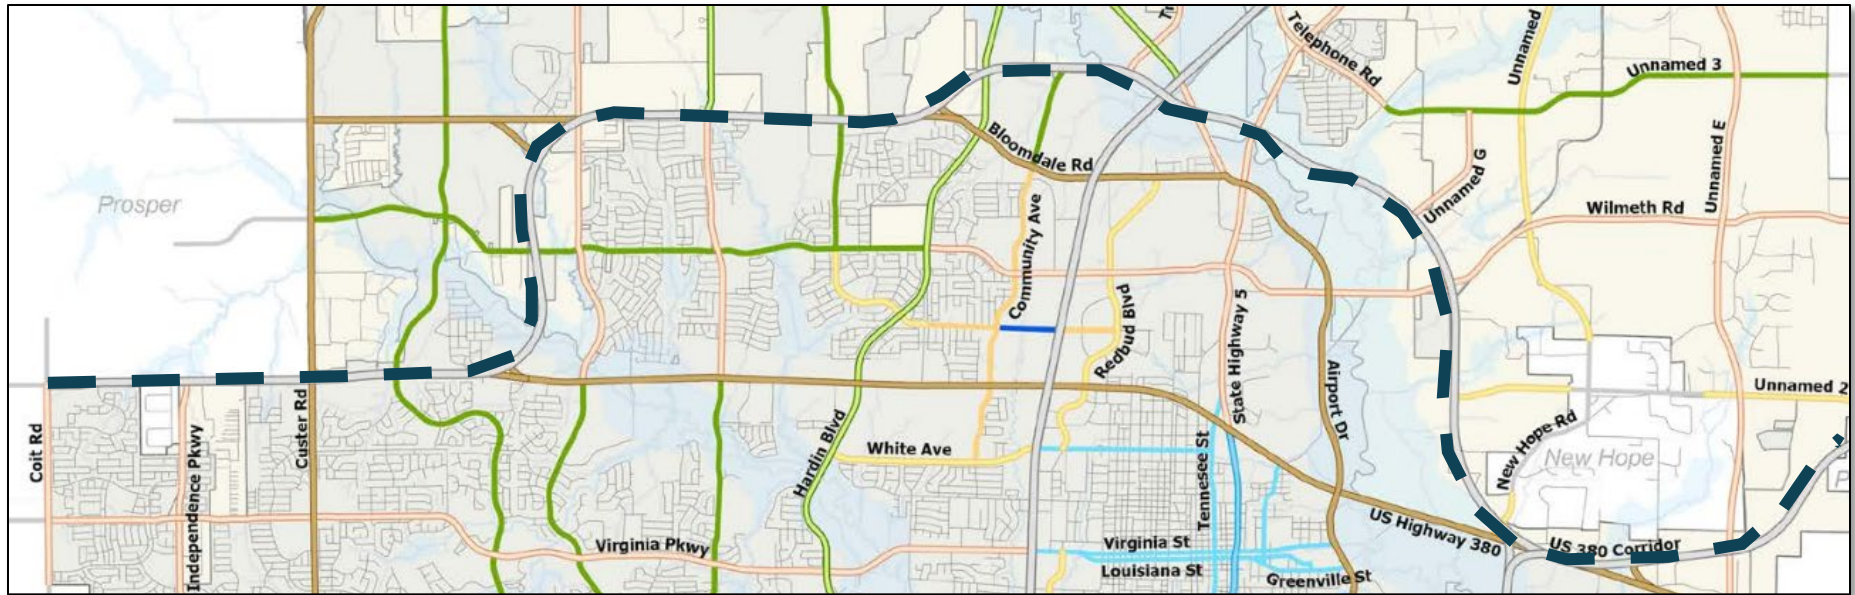 Telephone Rd
Unnamed
Unnamed 3
Bloomdale Rd
Unnamed G
Unnamed E
Prosper
Wilmeth Rd
Community Ave
Redbud Blvd
State Highway 5
Airport Dr
Unnamed 2
Coit Rd
Independence Pkwy
Custer Rd
Hardin Blvd
White Ave
Tennesee St
New Hope Rd
New Hope
US Highway 380
US 380 Corridor
Virginia Pkwy
Virginia St
Louisiana St
Greenville St